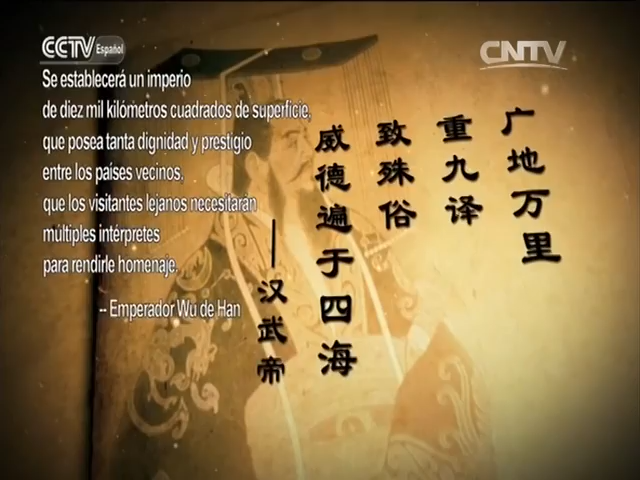 CCTV Español
CNTV
Se establecerá un imperio
de diez mil kilómetros cuadrados de superficie,
que posea tanta dignidad y prestigio
entre los países vecinos,
que los visitantes lejanos necesitarán
múltiples intérpretes
para rendirle homenaje.
-- Emperador Wu de Han
广地万里
重九译
致殊俗
威德遍于四海
——汉武帝